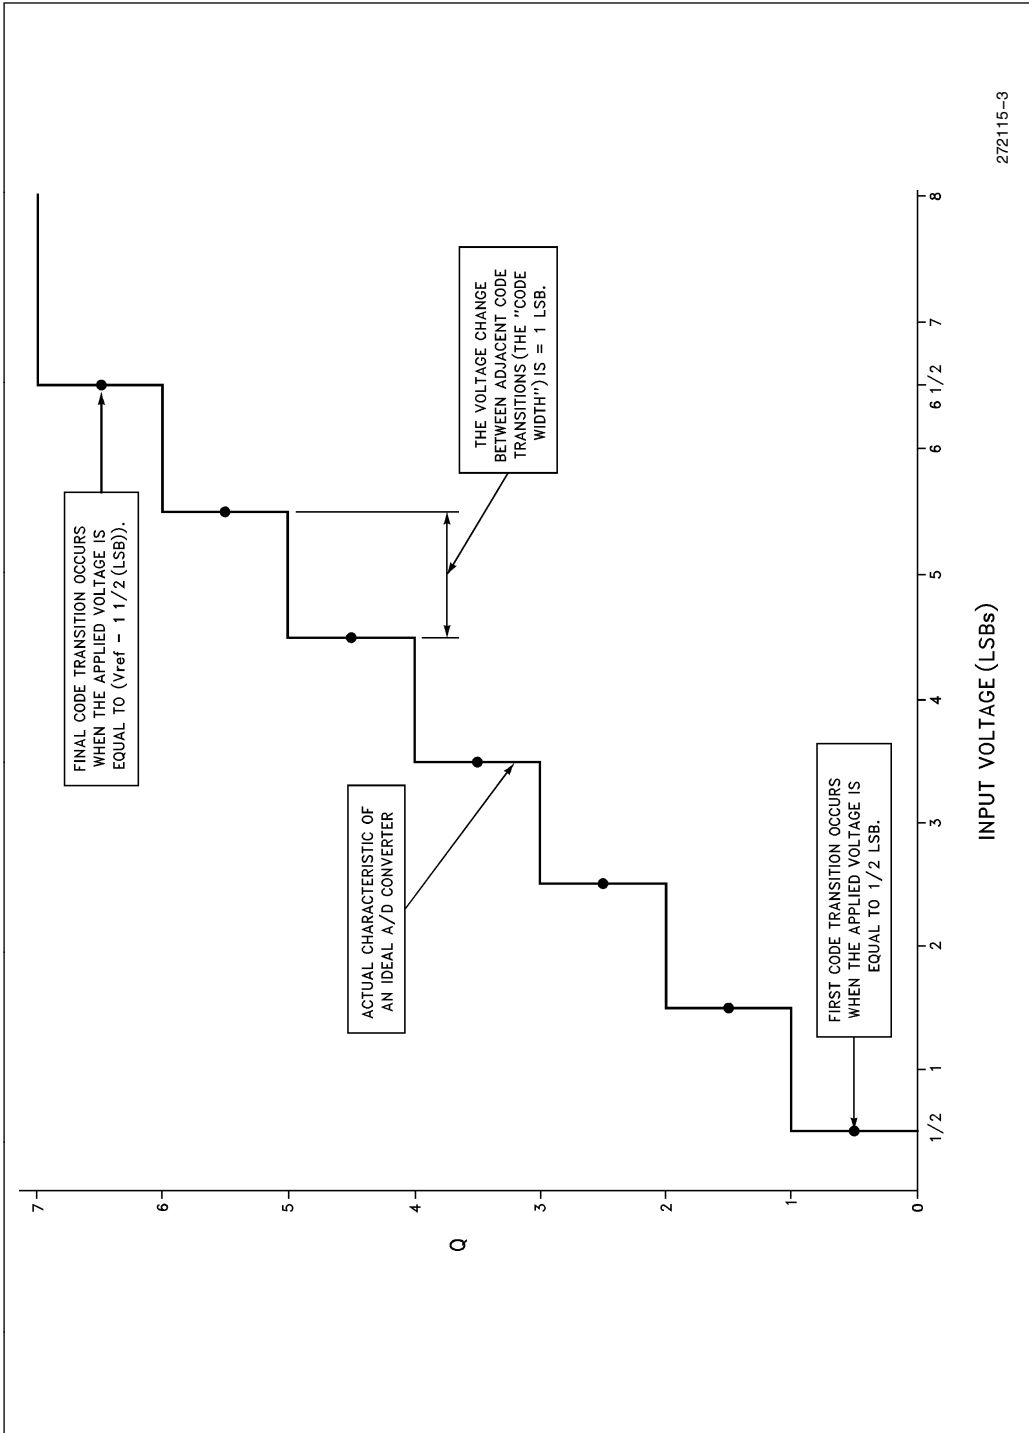 FINAL CODE TRANSITION OCCURS
WHEN THE APPLIED VOLTAGE IS
EQUAL TO (Vref - 1 1/2 (LSB)).
ACTUAL CHARACTERISTIC OF
AN IDEAL A/D CONVERTER
THE VOLTAGE CHANGE
BETWEEN ADJACENT CODE
TRANSITIONS (THE "CODE
WIDTH") IS = 1 LSB.
FIRST CODE TRANSITION OCCURS
WHEN THE APPLIED VOLTAGE IS
EQUAL TO 1/2 LSB.
7
6
5
4
3
2
1
0
Q
1/2
1
2
3
4
5
6
6 1/2
7
8
INPUT VOLTAGE (LSBs)
272115-3